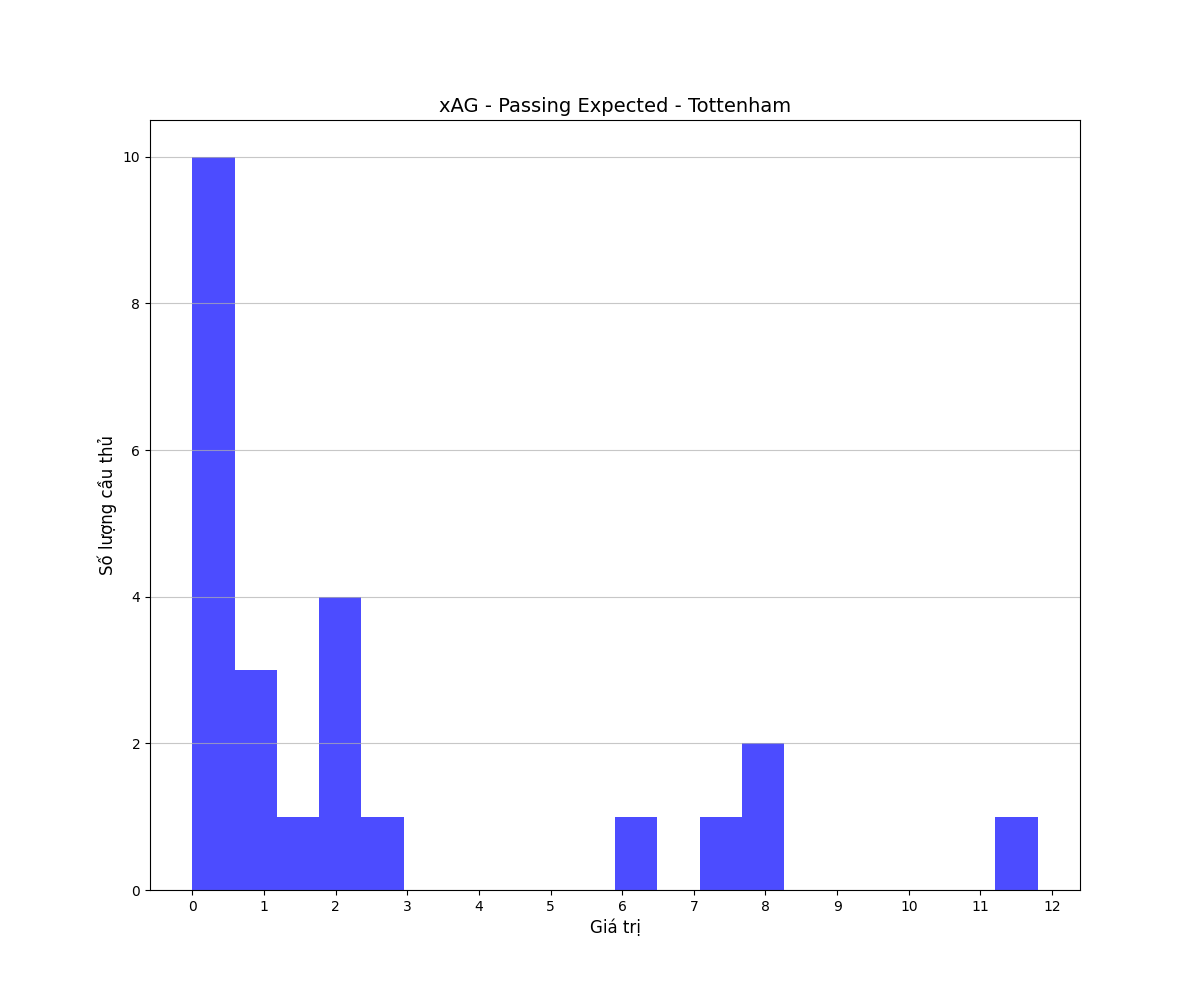 xAG - Passing Expected - Tottenham
10
8
6
4
2
0
Số lượng cầu thủ
0 1 2 3 4 5 6 7 8 9 10 11 12
Giá trị